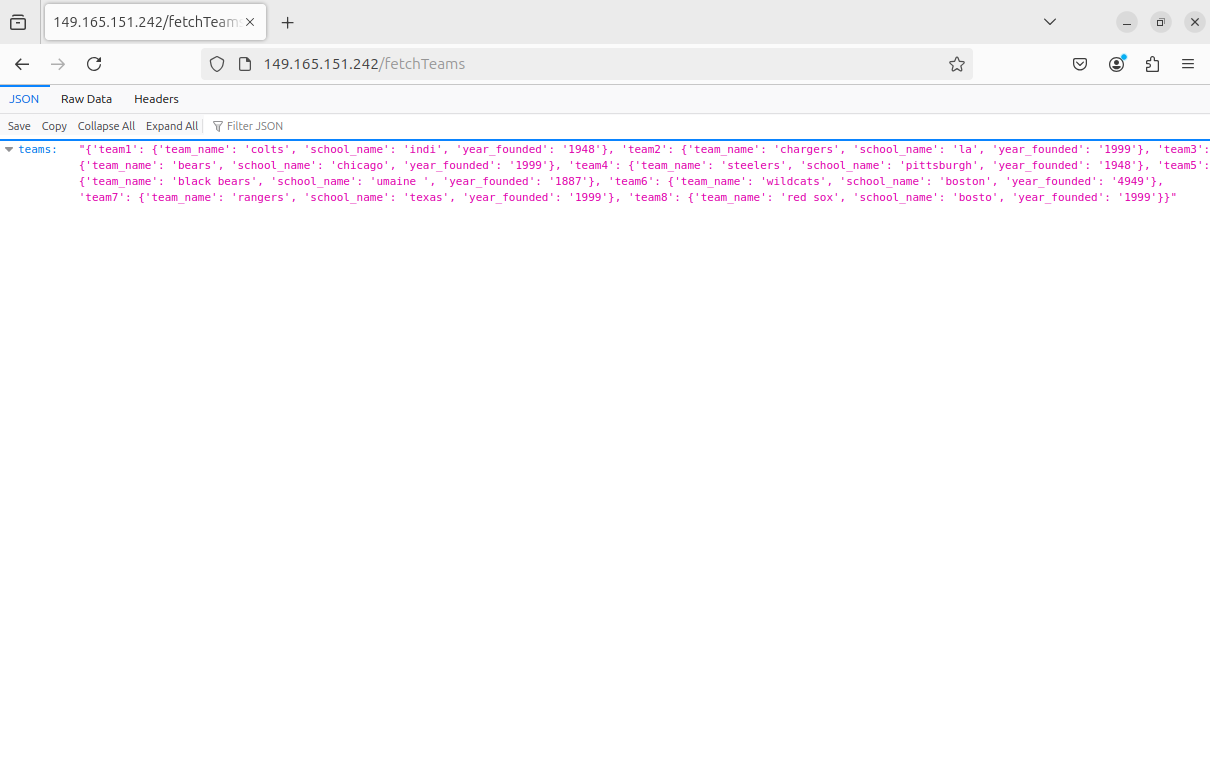 149.165.151.242/fetchTeams
149.165.151.242/fetchTeams
JSON Raw Data Headers
Save Copy Collapse All Expand All Filter JSON
teams: "{'team1': {'team_name': 'colts', 'school_name': 'indi', 'year_founded': '1948'}, 'team2': {'team_name': 'chargers', 'school_name': 'la', 'year_founded': '1999'}, 'team3':
{'team_name': 'bears', 'school_name': 'chicago', 'year_founded': '1999'}, 'team4': {'team_name': 'steelers', 'school_name': 'pittsburgh', 'year_founded': '1948'}, 'team5':
{'team_name': 'black bears', 'school_name': 'umaine ', 'year_founded': '1887'}, 'team6': {'team_name': 'wildcats', 'school_name': 'boston', 'year_founded': '4949'},
'team7': {'team_name': 'rangers', 'school_name': 'texas', 'year_founded': '1999'}, 'team8': {'team_name': 'red sox', 'school_name': 'bosto', 'year_founded': '1999'}}"